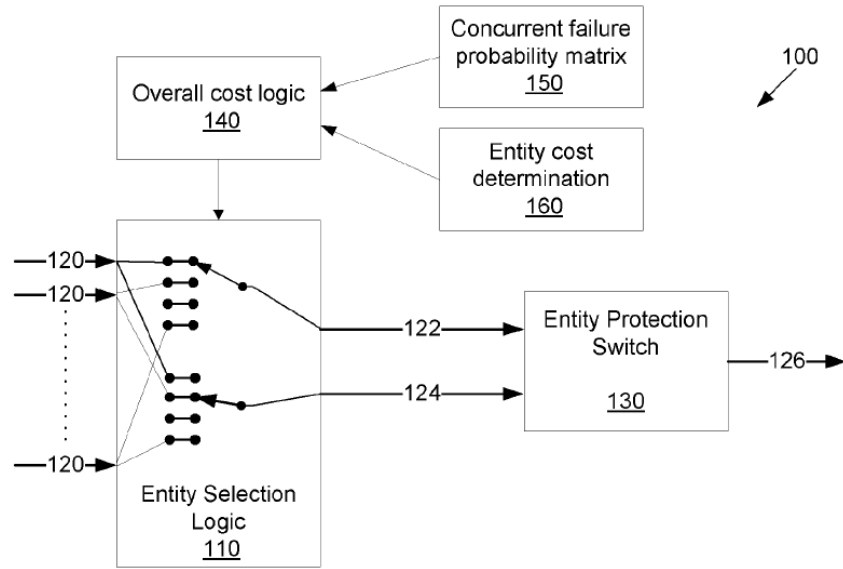 Concurrent failure
probability matrix
150
100
Overall cost logic
140
Entity cost
determination
160
120
120
120
122
124
Entity Protection
Switch
130
126
Entity Selection
Logic
110